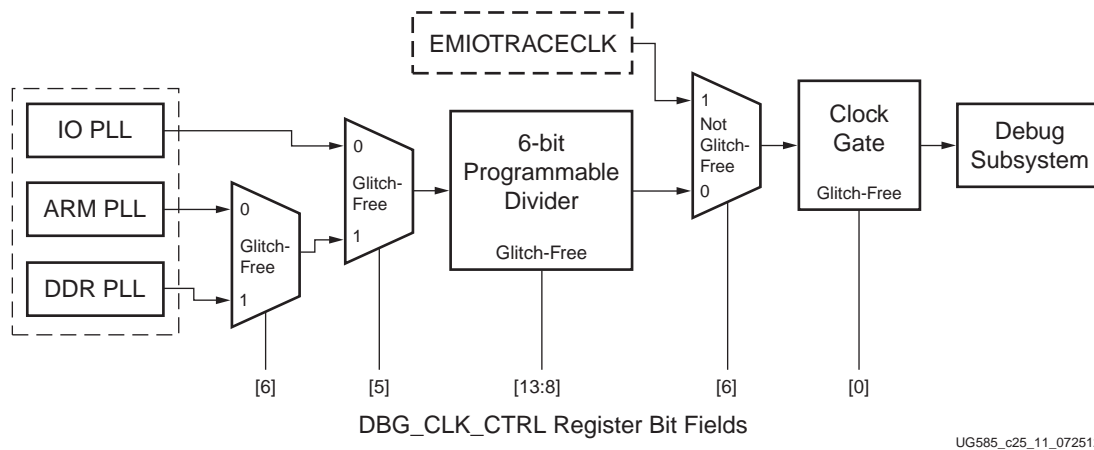 EMIOTRACECLK
IO PLL
ARM PLL
DDR PLL
0
1
Glitch-
Free
0
1
Glitch-
Free
6-bit
Programmable
Divider
Glitch-Free
1
Not
Glitch-
Free
0
Clock
Gate
Glitch-Free
Debug
Subsystem
[6]
[5]
[13:8]
[6]
[0]
DBG_CLK_CTRL Register Bit Fields